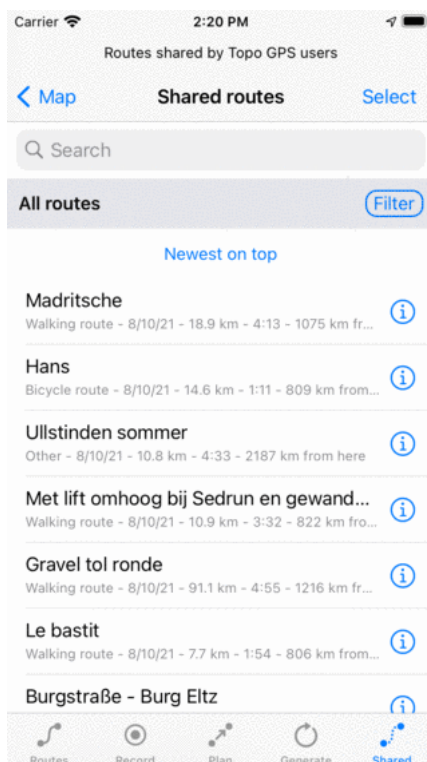 Carrier 2:20 PM
Routes shared by Topo GPS users
Map Shared routes Select
Search
All routes Filter
Newest on top
Madritsche
Walking route - 8/10/21 - 18.9 km - 4:13 - 1075 km fr...
Hans
Bicycle route - 8/10/21 - 14.6 km - 1:11 - 809 km from...
Ullstinden sommer
Other - 8/10/21 - 10.8 km - 4:33 - 2187 km from here
Met lift omhoog bij Sedrun en gewand...
Walking route - 8/10/21 - 10.9 km - 3:32 - 822 km fro...
Gravel tol ronde
Walking route - 8/10/21 - 91.1 km - 4:55 - 1216 km fr...
Le bastit
Walking route - 8/10/21 - 7.7 km - 1:54 - 806 km from...
Burgstraße - Burg Eltz
Routes Record Plan Generate Shared